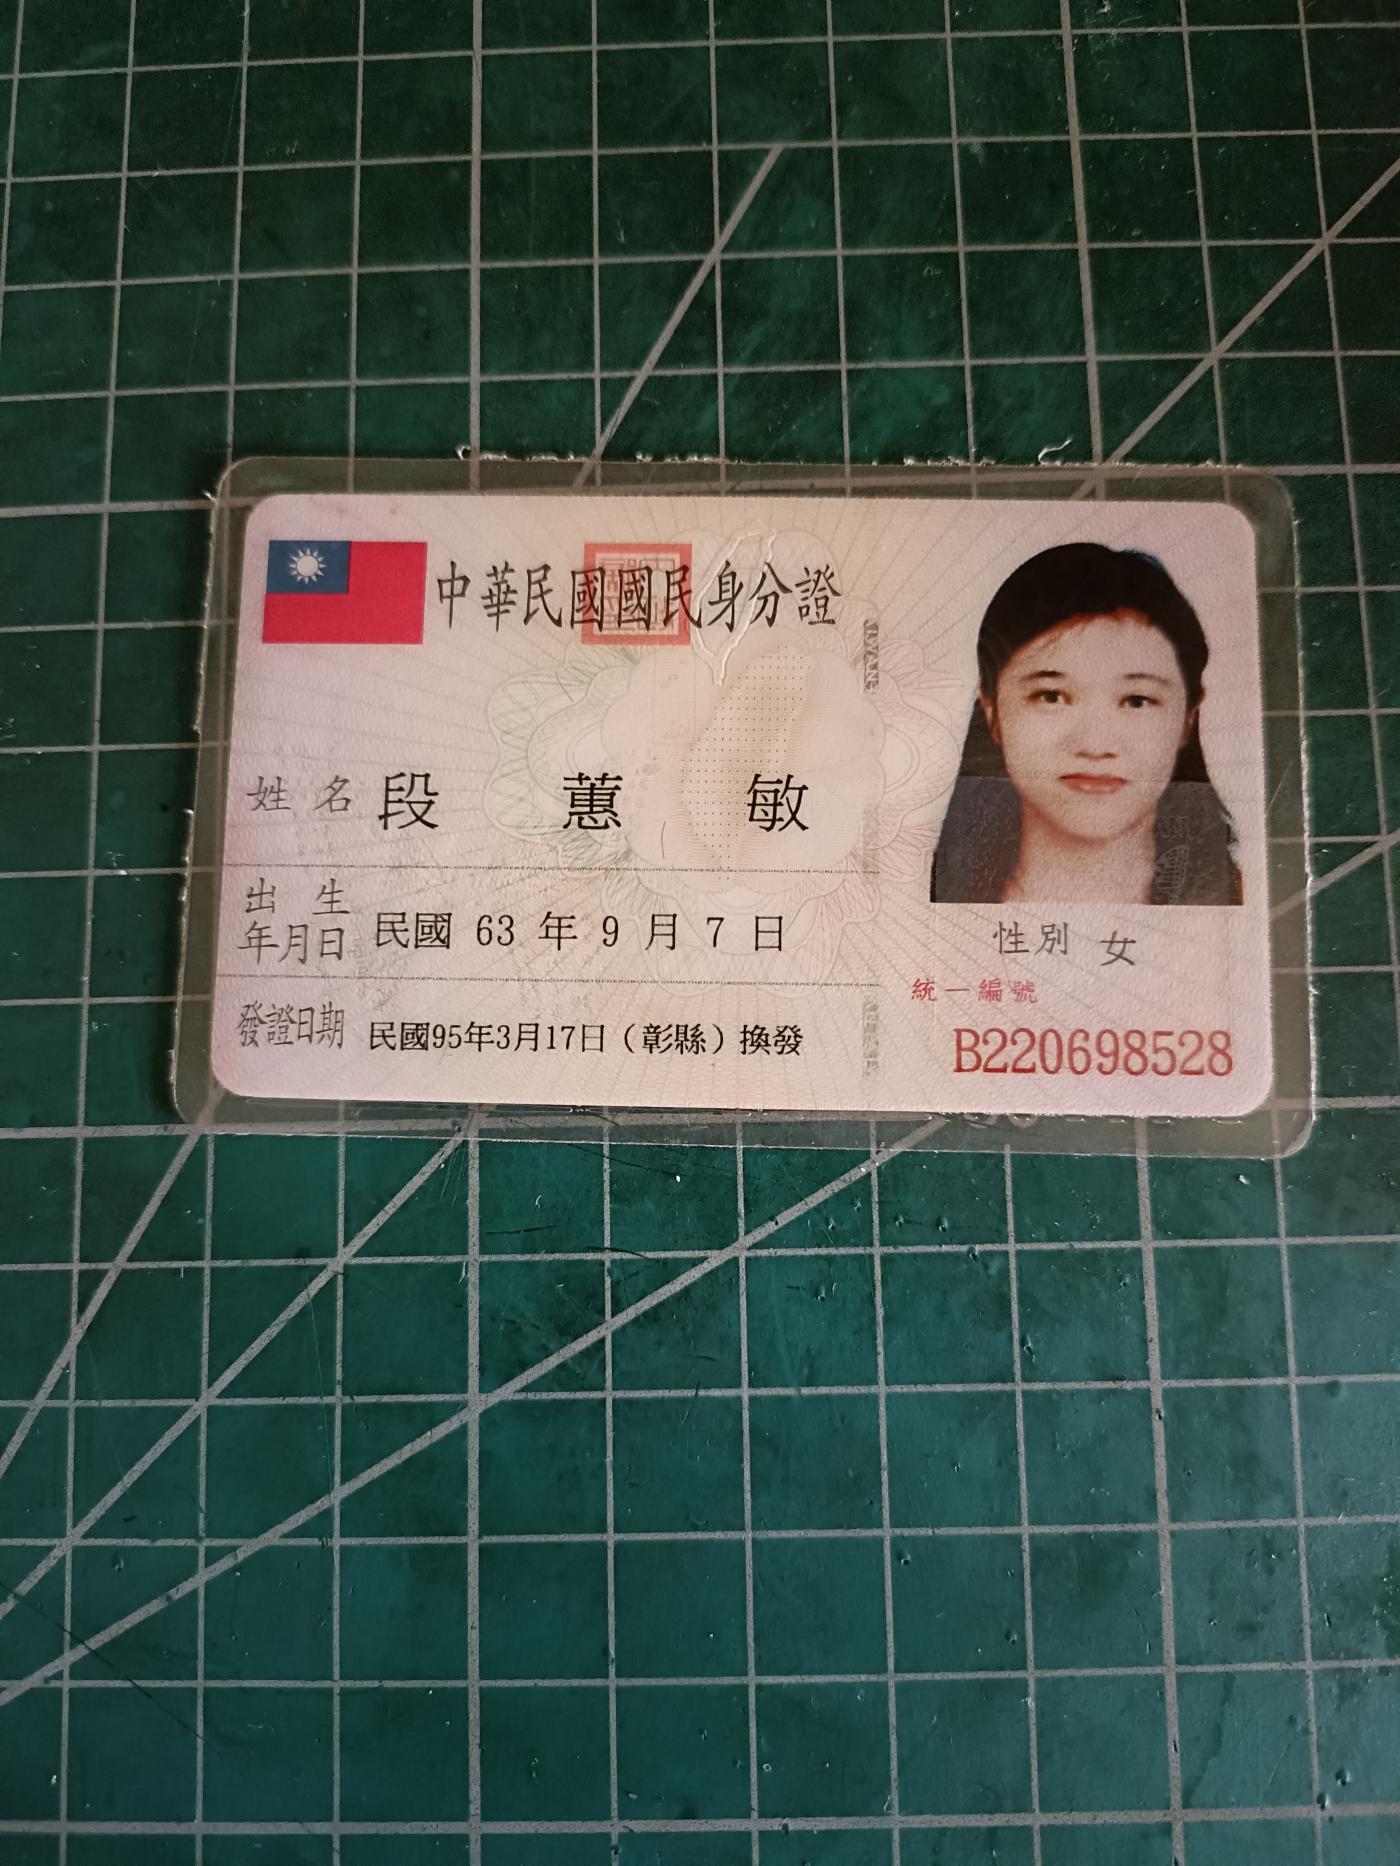 中華民國國民身分證
姓名 段蕙敏
出生年月日 民國 63 年 9 月 7 日
發證日期 民國95年3月17日（彰縣）換發
性別 女
統一編號
B220698528